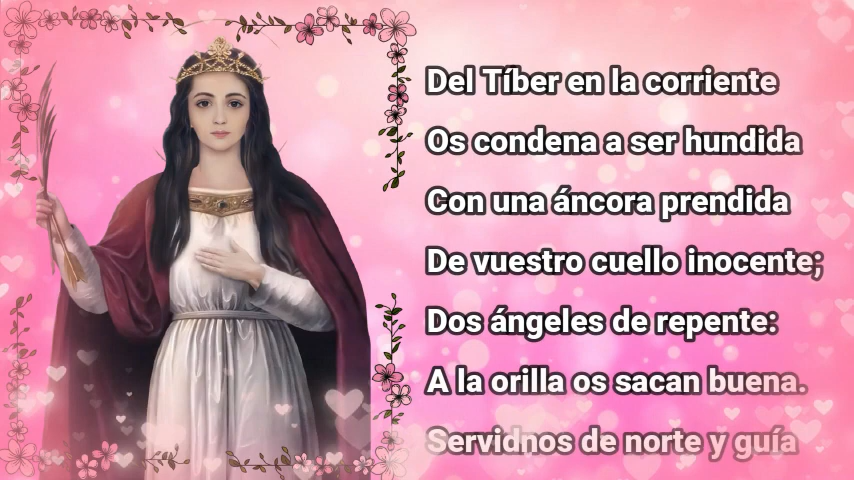 Del Tíber en la corriente
Os condena a ser hundida
Con una áncora prendida
De vuestro cuello inocente;
Dos ángeles de repente:
A la orilla os sacan buena.
Servidnos de norte y guía